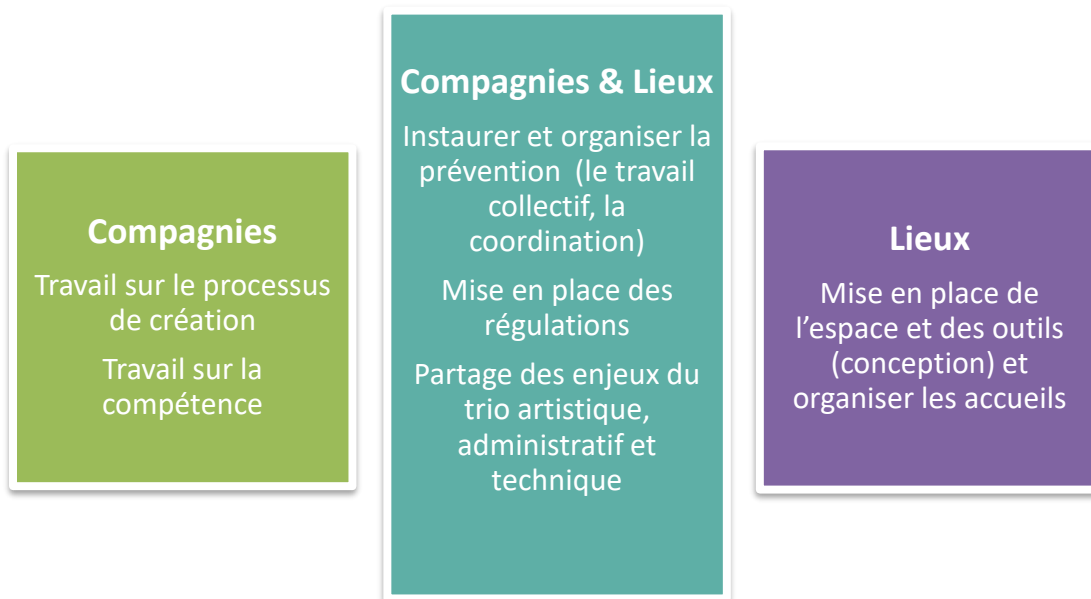 Compagnies
Travail sur le processus
de création
Travail sur la
compétence
Compagnies & Lieux
Instaurer et organiser la
prévention (le travail
collectif, la
coordination)
Mise en place des
régulations
Partage des enjeux du
trio artistique,
administratif et
technique
Lieux
Mise en place de
l'espace et des outils
(conception) et
organiser les accueils